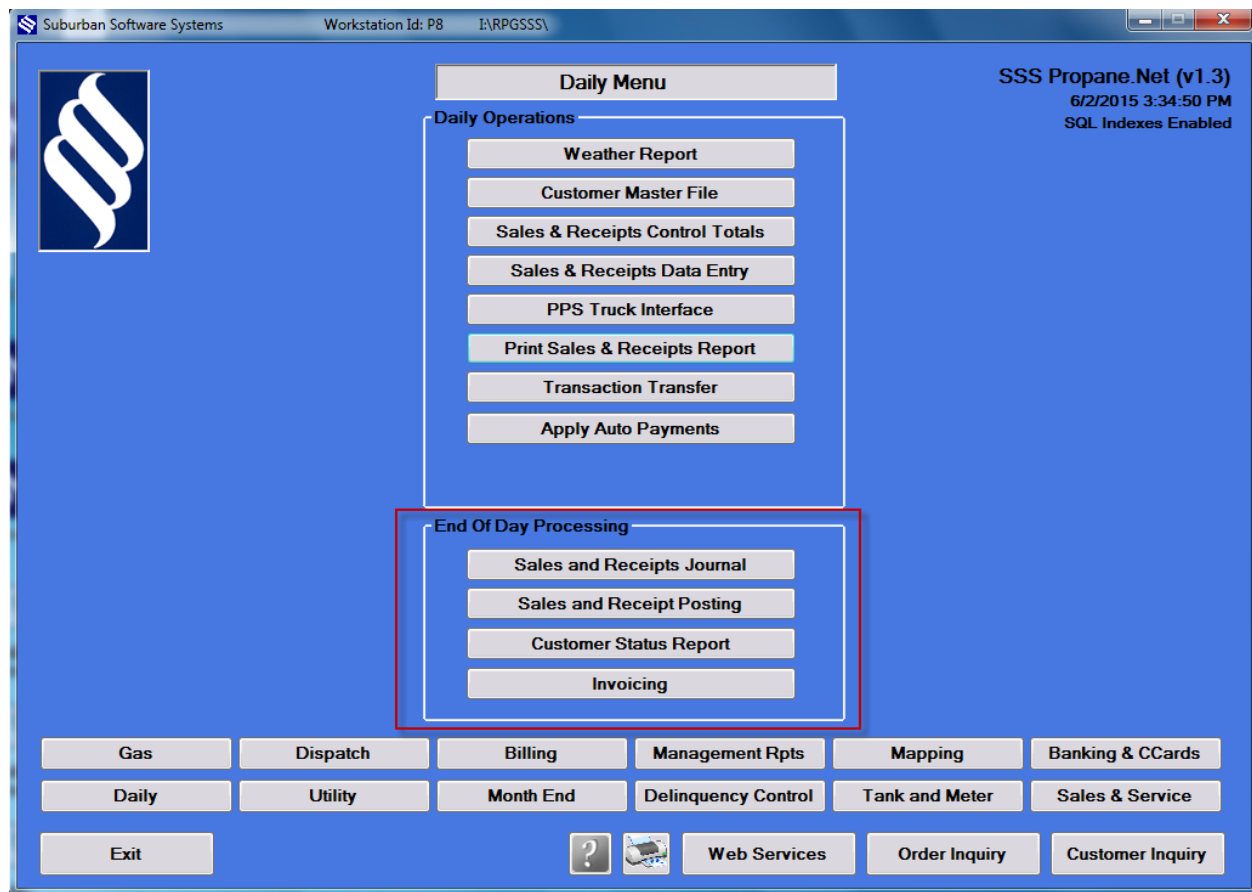 Suburban Software Systems Workstation Id: P8 I:\RPGSSS\
Daily Menu
SSS Propane.Net (v1.3)
6/2/2015 3:34:50 PM
SQL Indexes Enabled
Daily Operations
Weather Report
Customer Master File
Sales & Receipts Control Totals
Sales & Receipts Data Entry
PPS Truck Interface
Print Sales & Receipts Report
Transaction Transfer
Apply Auto Payments
End Of Day Processing
Sales and Receipts Journal
Sales and Receipt Posting
Customer Status Report
Invoicing
Gas Dispatch Billing Management Rpts Mapping Banking & CCards
Daily Utility Month End Delinquency Control Tank and Meter Sales & Service
Exit ? Web Services Order Inquiry Customer Inquiry